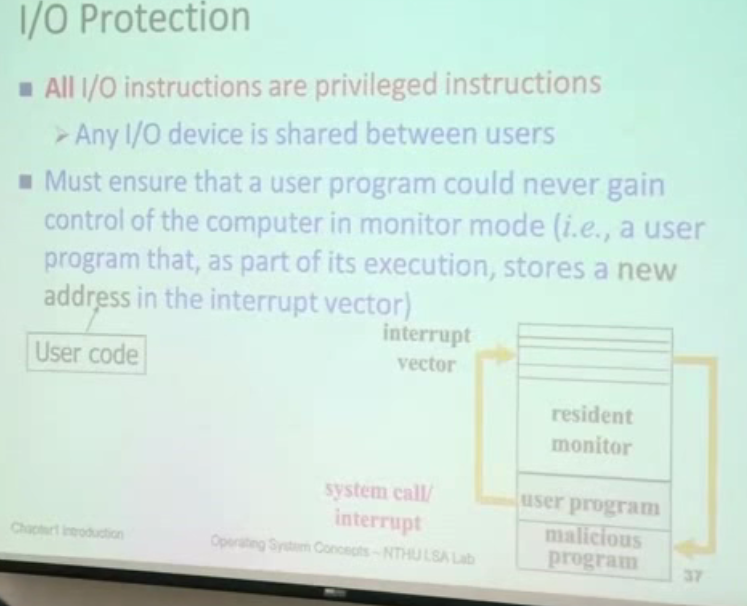 I/O Protection
■ All I/O instructions are privileged instructions
➢ Any I/O device is shared between users
■ Must ensure that a user program could never gain
control of the computer in monitor mode (i.e., a user
program that, as part of its execution, stores a new
address in the interrupt vector)
User code
interrupt
vector
resident
monitor
system call/
interrupt
user program
malicious
program
Chapter1 Introduction
Operating System Concepts – NTHU LSA Lab
37